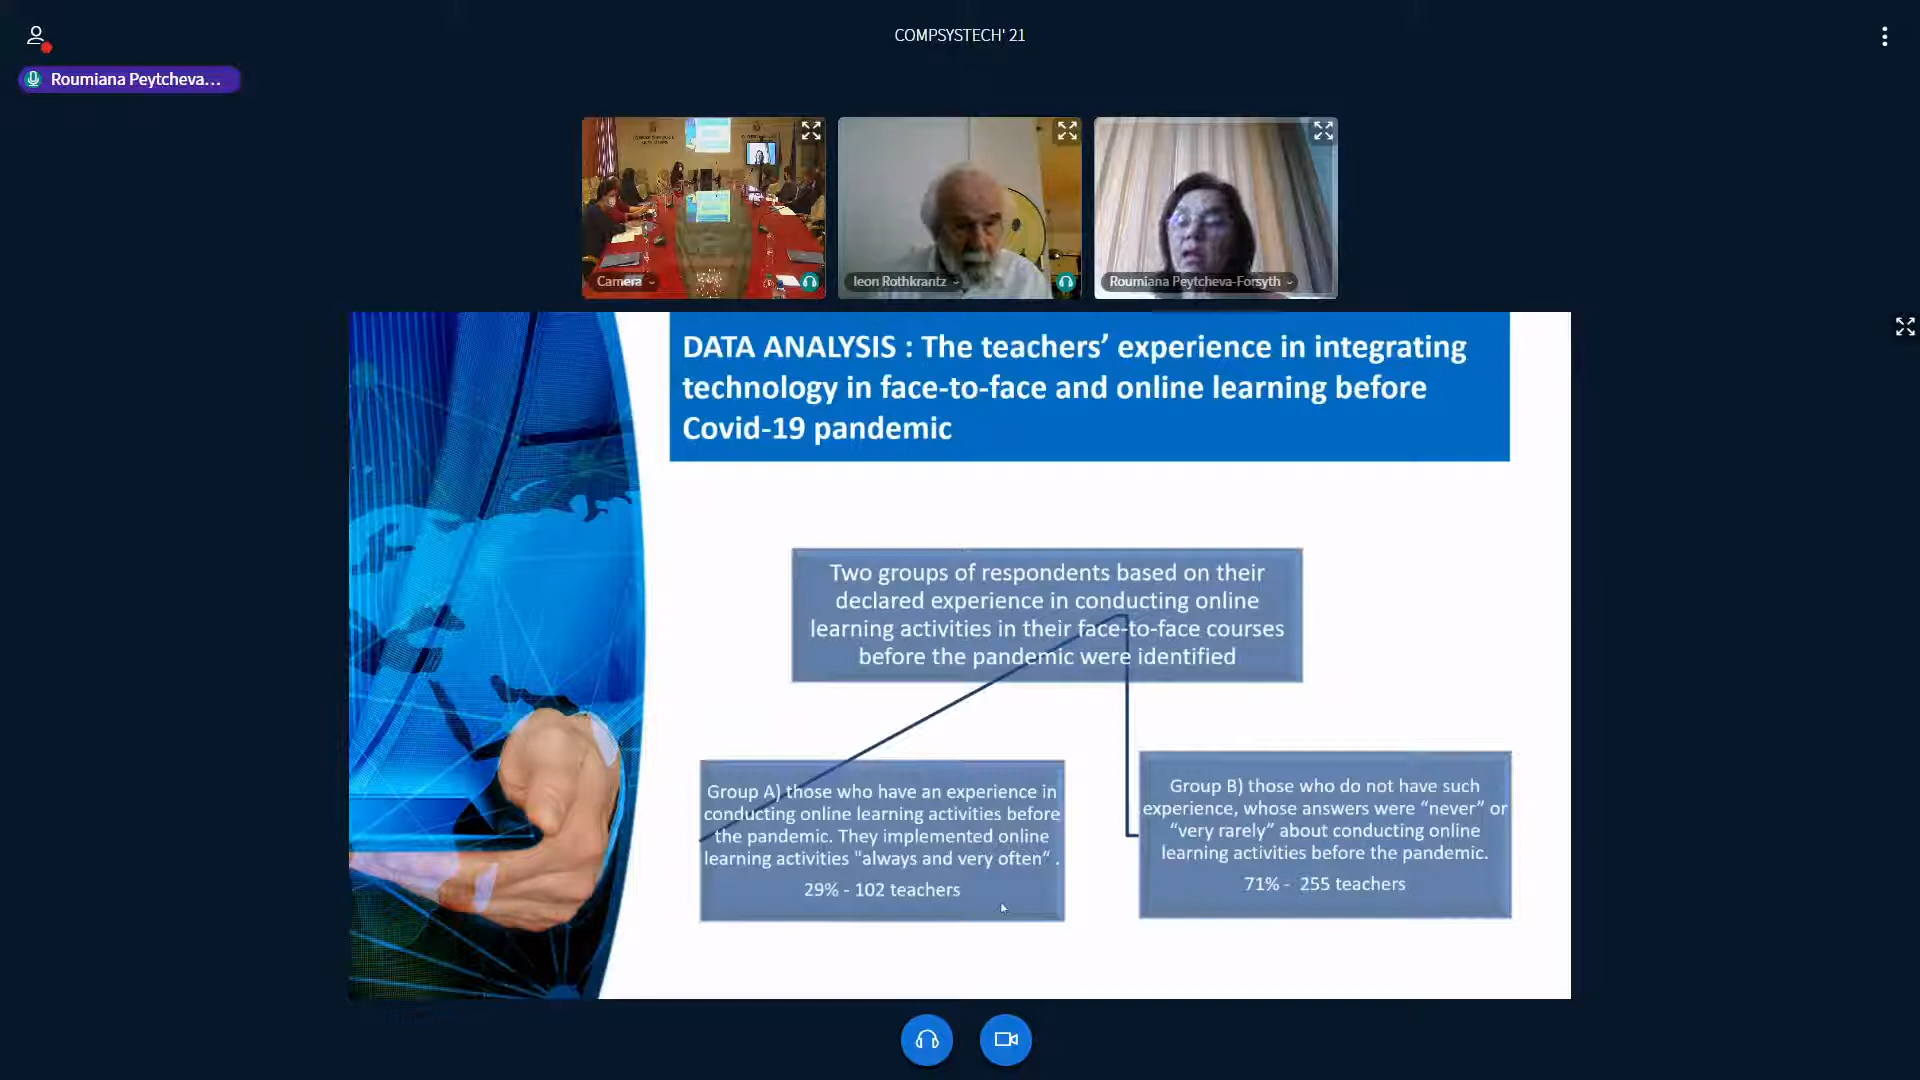 COMPSYSTECH' 21
Roumiana Peytcheva...
Camera
leon Rothkrantz
Roumiana Peytcheva-Forsyth
DATA ANALYSIS : The teachers’ experience in integrating
technology in face-to-face and online learning before
Covid-19 pandemic
Two groups of respondents based on their
declared experience in conducting online
learning activities in their face-to-face courses
before the pandemic were identified
Group A) those who have an experience in
conducting online learning activities before
the pandemic. They implemented online
learning activities "always and very often” .
29% - 102 teachers
Group B) those who do not have such
experience, whose answers were “never” or
“very rarely” about conducting online
learning activities before the pandemic.
71% - 255 teachers